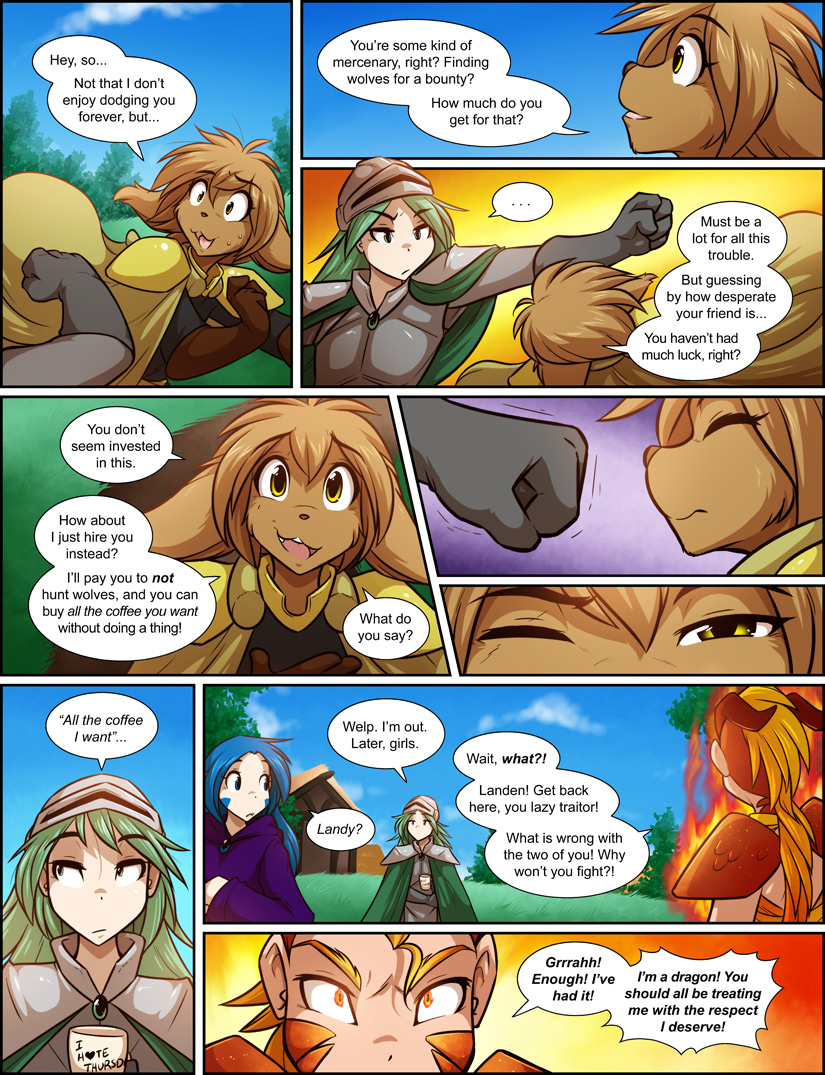 Hey, so...
Not that I don't
enjoy dodging you
forever, but...
You're some kind of
mercenary, right? Finding
wolves for a bounty?
How much do you
get for that?
...
Must be a
lot for all this
trouble.
But guessing
by how desperate
your friend is...
You haven't had
much luck, right?
You don't
seem invested
in this.
How about
I just hire you
instead?
I'll pay you to not
hunt wolves, and you can
buy all the coffee you want
without doing a thing!
What do
you say?
"All the coffee
I want"...
I
H♥TE
THURSDA
Welp. I'm out.
Later, girls.
Landy?
Wait, what?!
Landen! Get back
here, you lazy traitor!
What is wrong with
the two of you! Why
won't you fight?!
Grrrahh!
Enough! I've
had it!
I'm a dragon! You
should all be treating
me with the respect
I deserve!